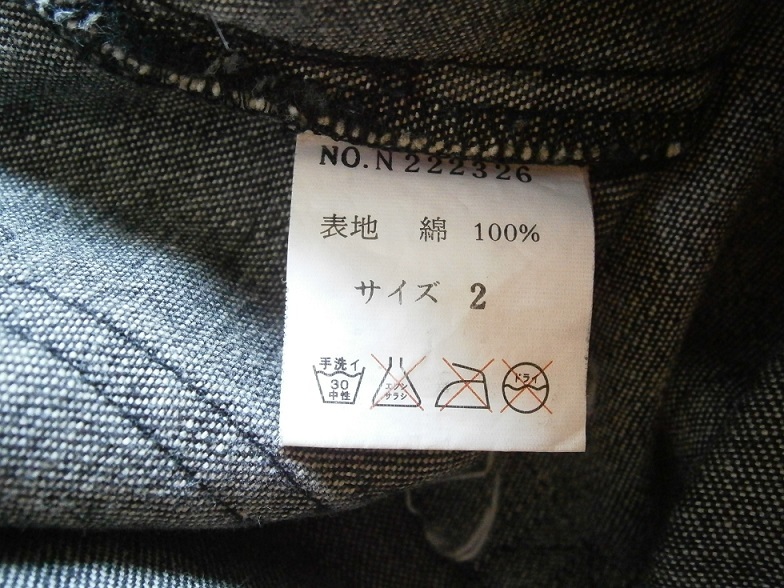 NO.N 222326
表地 綿 100%
サイズ 2
手洗イ
30
中性
エンソ
サラシ
ドライ